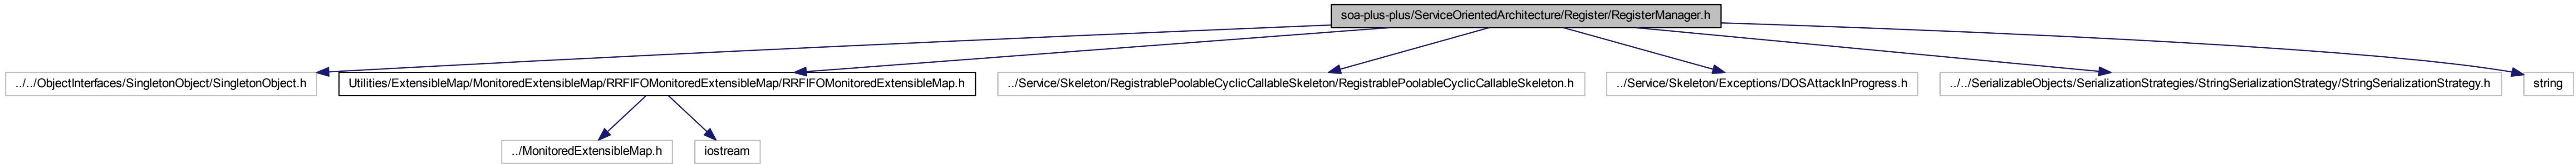 soa-plus-plus/ServiceOrientedArchitecture/Register/RegisterManager.h
../../ObjectInterfaces/SingletonObject/SingletonObject.h
Utilities/ExtensibleMap/MonitoredExtensibleMap/RRFIFOMonitoredExtensibleMap/RRFIFOMonitoredExtensibleMap.h
../Service/Skeleton/RegistrablePoolableCyclicCallableSkeleton/RegistrablePoolableCyclicCallableSkeleton.h
../Service/Skeleton/Exceptions/DOSAttackInProgress.h
../../SerializableObjects/SerializationStrategies/StringSerializationStrategy/StringSerializationStrategy.h
string
../MonitoredExtensibleMap.h
iostream